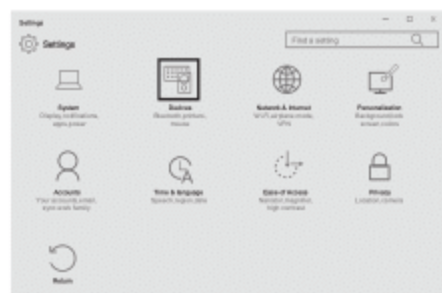 Settings
Settings
Find a setting
System
Display, notifications,
apps, power
Devices
Bluetooth, printers,
mouse
Network & Internet
Wi-Fi, airplane mode,
VPN
Personalization
Background, lock
screen, colors
Accounts
Your accounts, email,
sync, work, family
Time & language
Speech, region, date
Ease of Access
Narrator, magnifier,
high contrast
Privacy
Location, camera
Return